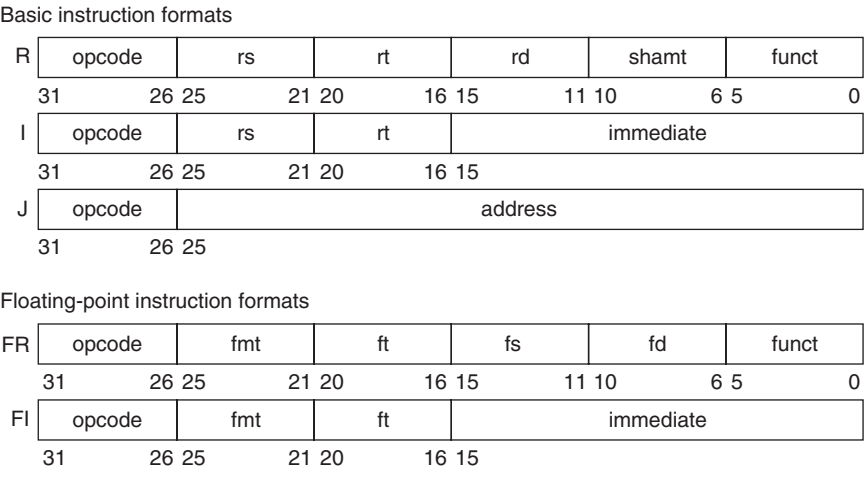 Basic instruction formats
R opcode rs rt rd shamt funct
31 26 25 21 20 16 15 11 10 6 5 0
I opcode rs rt immediate
31 26 25 21 20 16 15
J opcode address
31 26 25
Floating-point instruction formats
FR opcode fmt ft fs fd funct
31 26 25 21 20 16 15 11 10 6 5 0
FI opcode fmt ft immediate
31 26 25 21 20 16 15